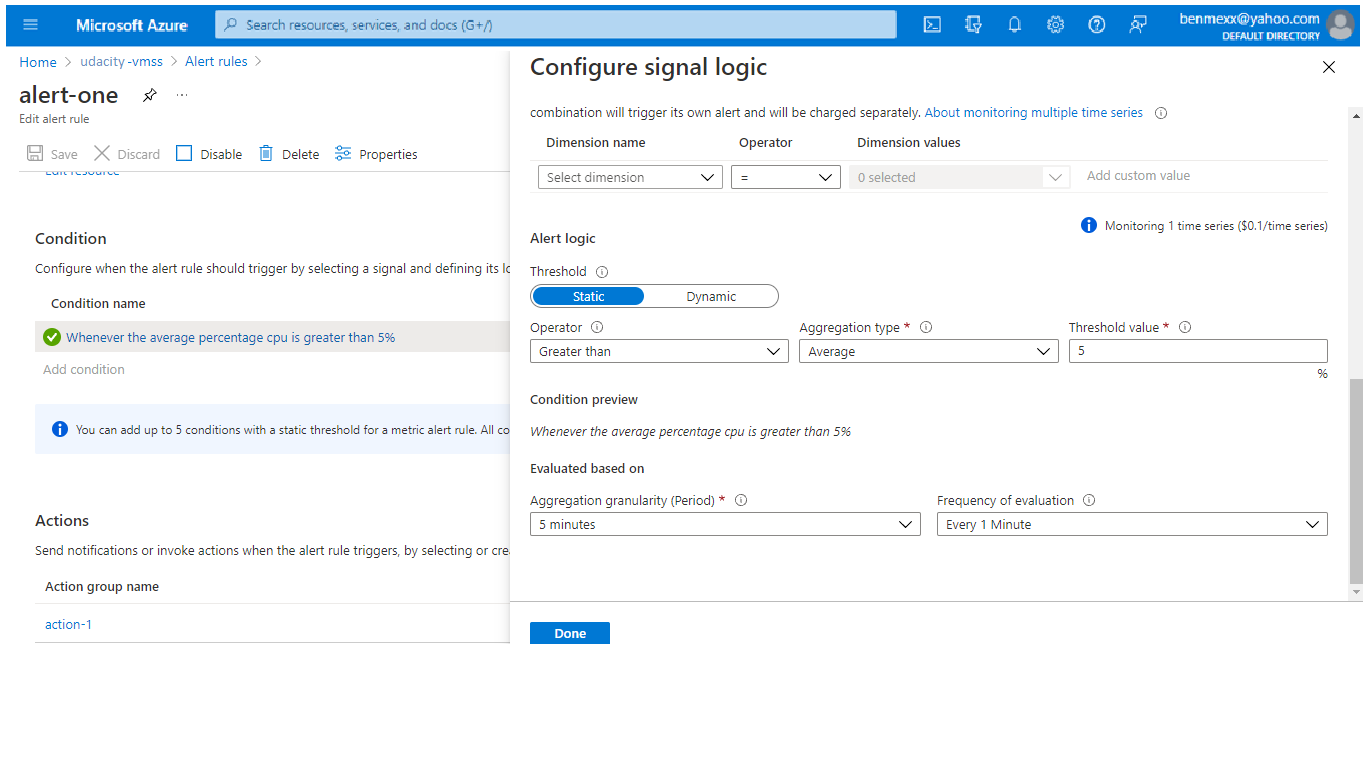 Microsoft Azure
Search resources, services, and docs (G+/)
benmexx@yahoo.com
DEFAULT DIRECTORY
Home > udacity-vmss > Alert rules >
alert-one
...
Edit alert rule
Save Discard Disable Delete Properties
Edit resource
Condition
Configure when the alert rule should trigger by selecting a signal and defining its lo
Condition name
Whenever the average percentage cpu is greater than 5%
Add condition
You can add up to 5 conditions with a static threshold for a metric alert rule. All co
Actions
Send notifications or invoke actions when the alert rule triggers, by selecting or cre
Action group name
action-1
Configure signal logic
combination will trigger its own alert and will be charged separately. About monitoring multiple time series
Dimension name Operator Dimension values
Select dimension = 0 selected Add custom value
Monitoring 1 time series ($0.1/time series)
Alert logic
Threshold
Static Dynamic
Operator Aggregation type * Threshold value *
Greater than Average 5
%
Condition preview
Whenever the average percentage cpu is greater than 5%
Evaluated based on
Aggregation granularity (Period) * Frequency of evaluation
5 minutes Every 1 Minute
Done